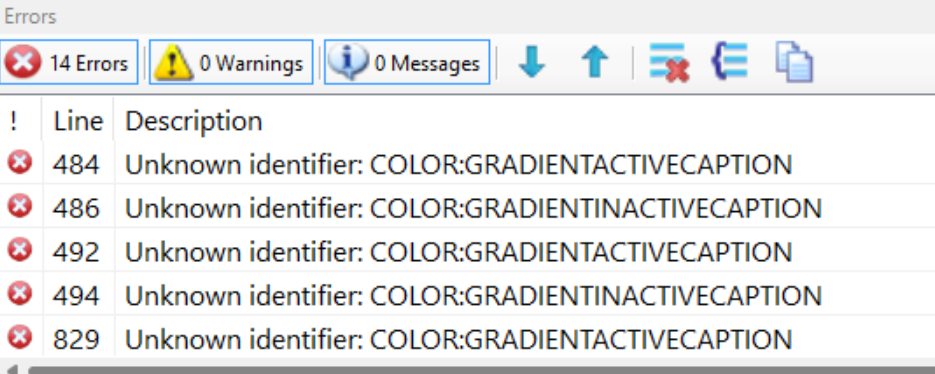 Errors
14 Errors 0 Warnings 0 Messages
! Line Description
484 Unknown identifier: COLOR:GRADIENTACTIVECAPTION
486 Unknown identifier: COLOR:GRADIENTINACTIVECAPTION
492 Unknown identifier: COLOR:GRADIENTACTIVECAPTION
494 Unknown identifier: COLOR:GRADIENTINACTIVECAPTION
829 Unknown identifier: COLOR:GRADIENTACTIVECAPTION